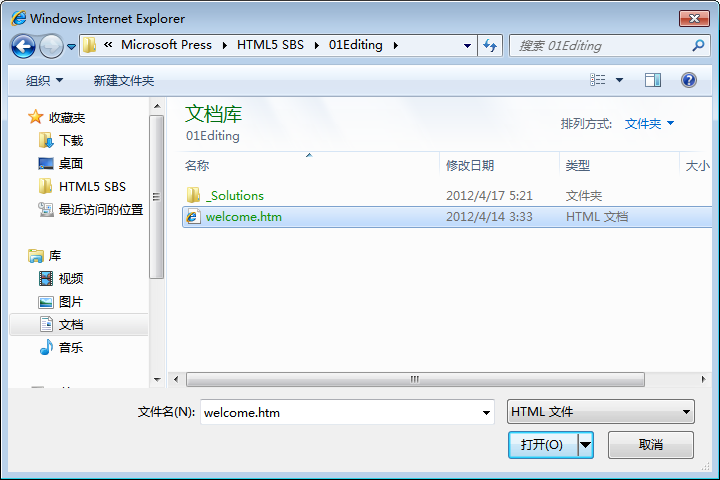 Windows Internet Explorer
« Microsoft Press HTML5 SBS 01Editing
搜索 01Editing
组织 新建文件夹
收藏夹
下载
桌面
HTML5 SBS
最近访问的位置
库
视频
图片
文档
音乐
文档库
01Editing
排列方式: 文件夹
名称 修改日期 类型 大小
_Solutions 2012/4/17 5:21 文件夹
welcome.htm 2012/4/14 3:33 HTML 文档
文件名(N): welcome.htm HTML 文件
打开(O) 取消